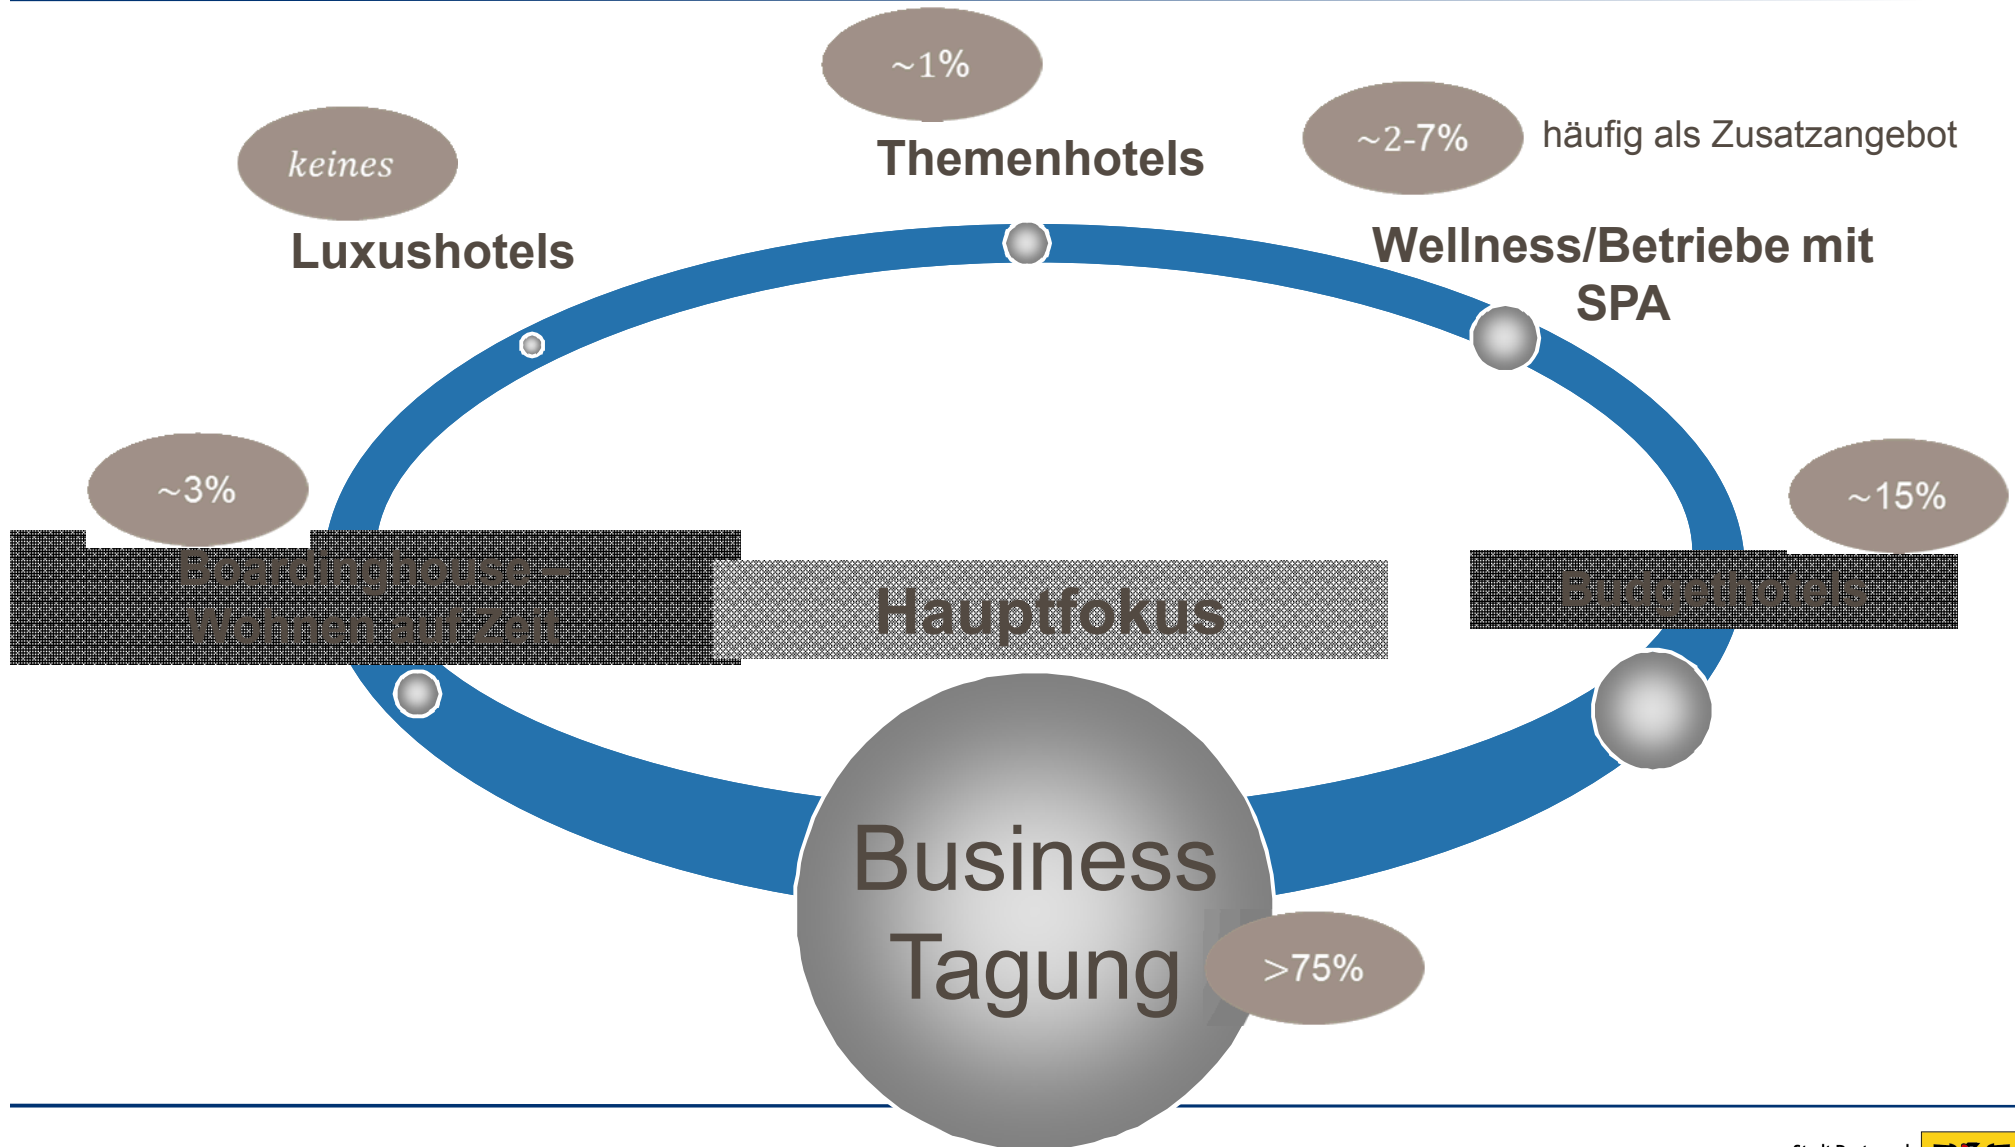 ~1%
Themenhotels
~2-7%
häufig als Zusatzangebot
keines
Luxushotels
Wellness/Betriebe mit
SPA
~3%
Boardinghouse –
Wohnen auf Zeit
Hauptfokus
~15%
Budgethotels
Business
Tagung
>75%